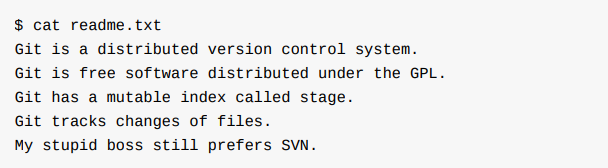 $ cat readme.txt
Git is a distributed version control system.
Git is free software distributed under the GPL.
Git has a mutable index called stage.
Git tracks changes of files.
My stupid boss still prefers SVN.